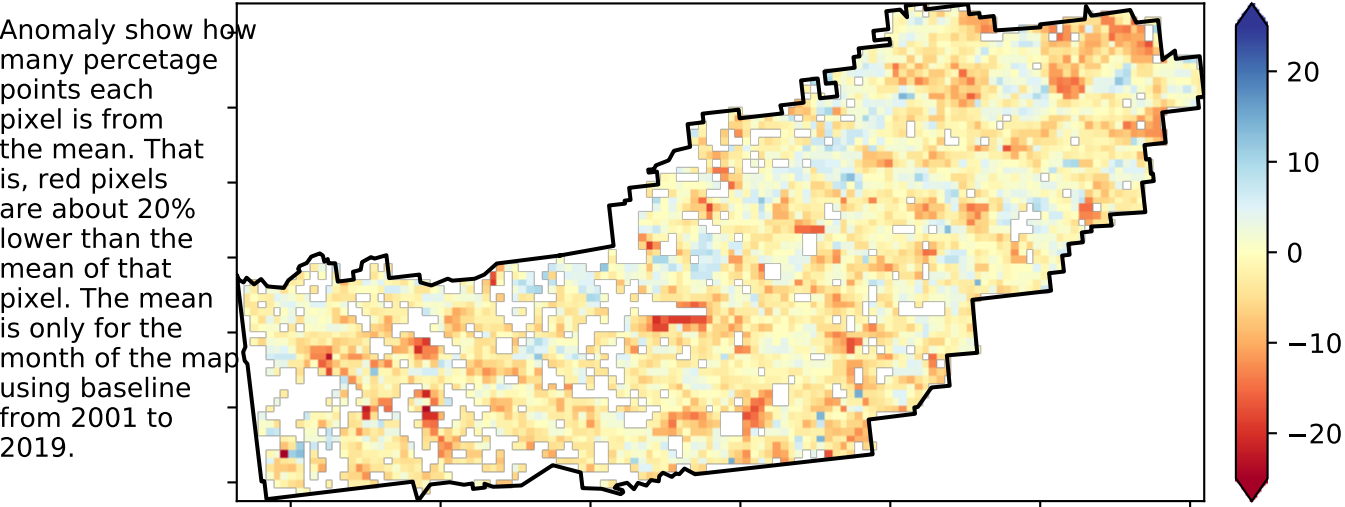 Anomaly show how
many percetage
points each
pixel is from
the mean. That
is, red pixels
are about 20%
lower than the
mean of that
pixel. The mean
is only for the
month of the map
using baseline
from 2001 to
2019.
20
10
0
−10
−20